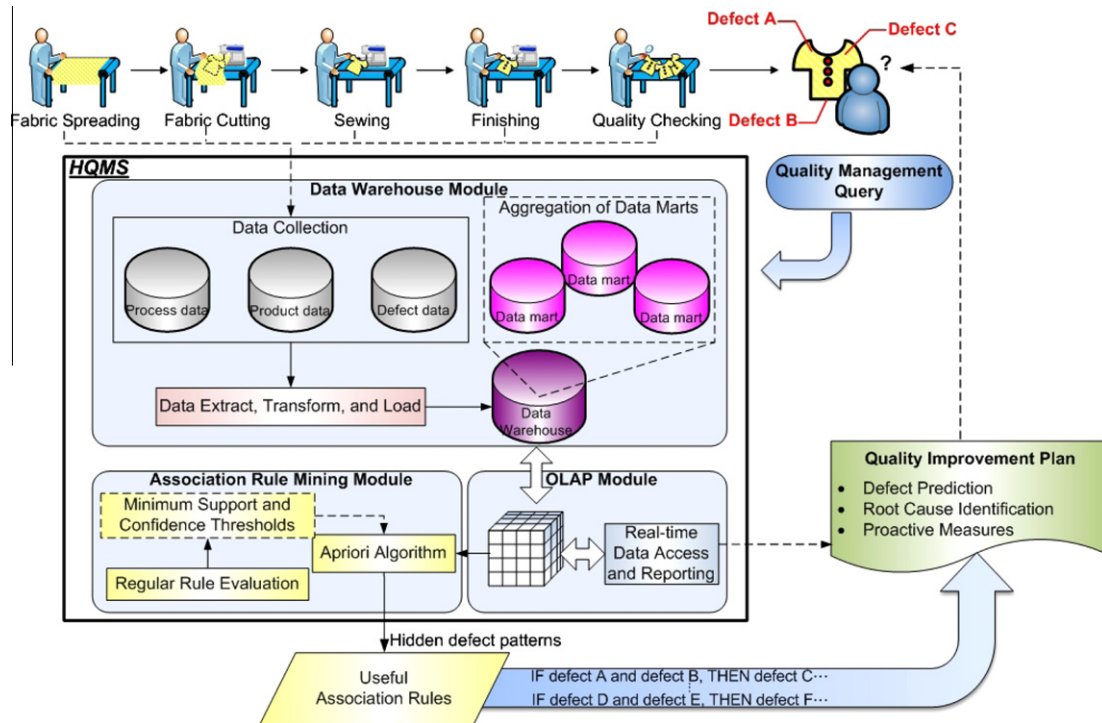 Defect A
Defect C
?
Defect B
Fabric Spreading
Fabric Cutting
Sewing
Finishing
Quality Checking
HQMS
Data Warehouse Module
Data Collection
Process data
Product data
Defect data
Aggregation of Data Marts
Data mart
Data mart
Data mart
Data Extract, Transform, and Load
Data
Warehouse
Quality Management
Query
Association Rule Mining Module
Minimum Support and
Confidence Thresholds
Apriori Algorithm
Regular Rule Evaluation
OLAP Module
Real-time
Data Access
and Reporting
Quality Improvement Plan
• Defect Prediction
• Root Cause Identification
• Proactive Measures
Hidden defect patterns
Useful
Association Rules
IF defect A and defect B, THEN defect C…
IF defect D and defect E, THEN defect F…